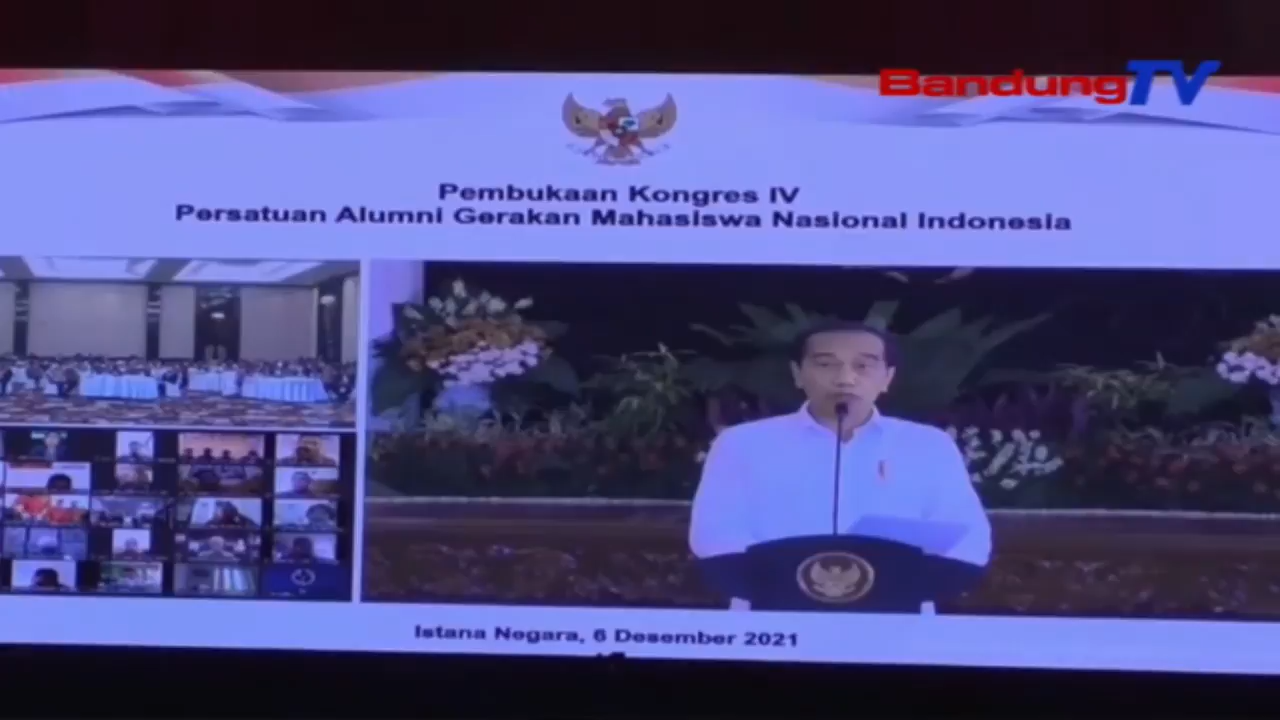 BandungTV
Pembukaan Kongres IV
Persatuan Alumni Gerakan Mahasiswa Nasional Indonesia
Istana Negara, 6 Desember 2021